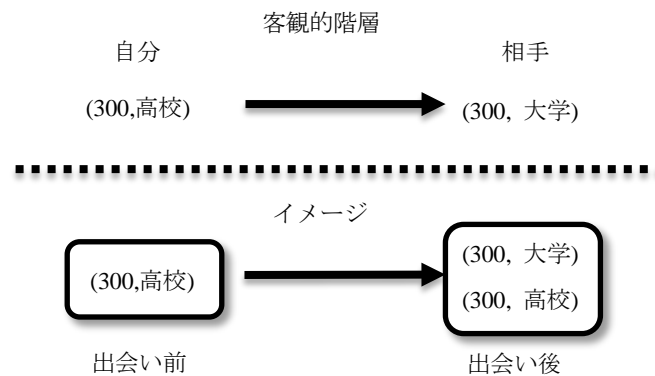 客観的階層
自分 相手
(300,高校) (300, 大学)
イメージ
(300,高校)
(300, 大学)
(300, 高校)
出会い前 出会い後